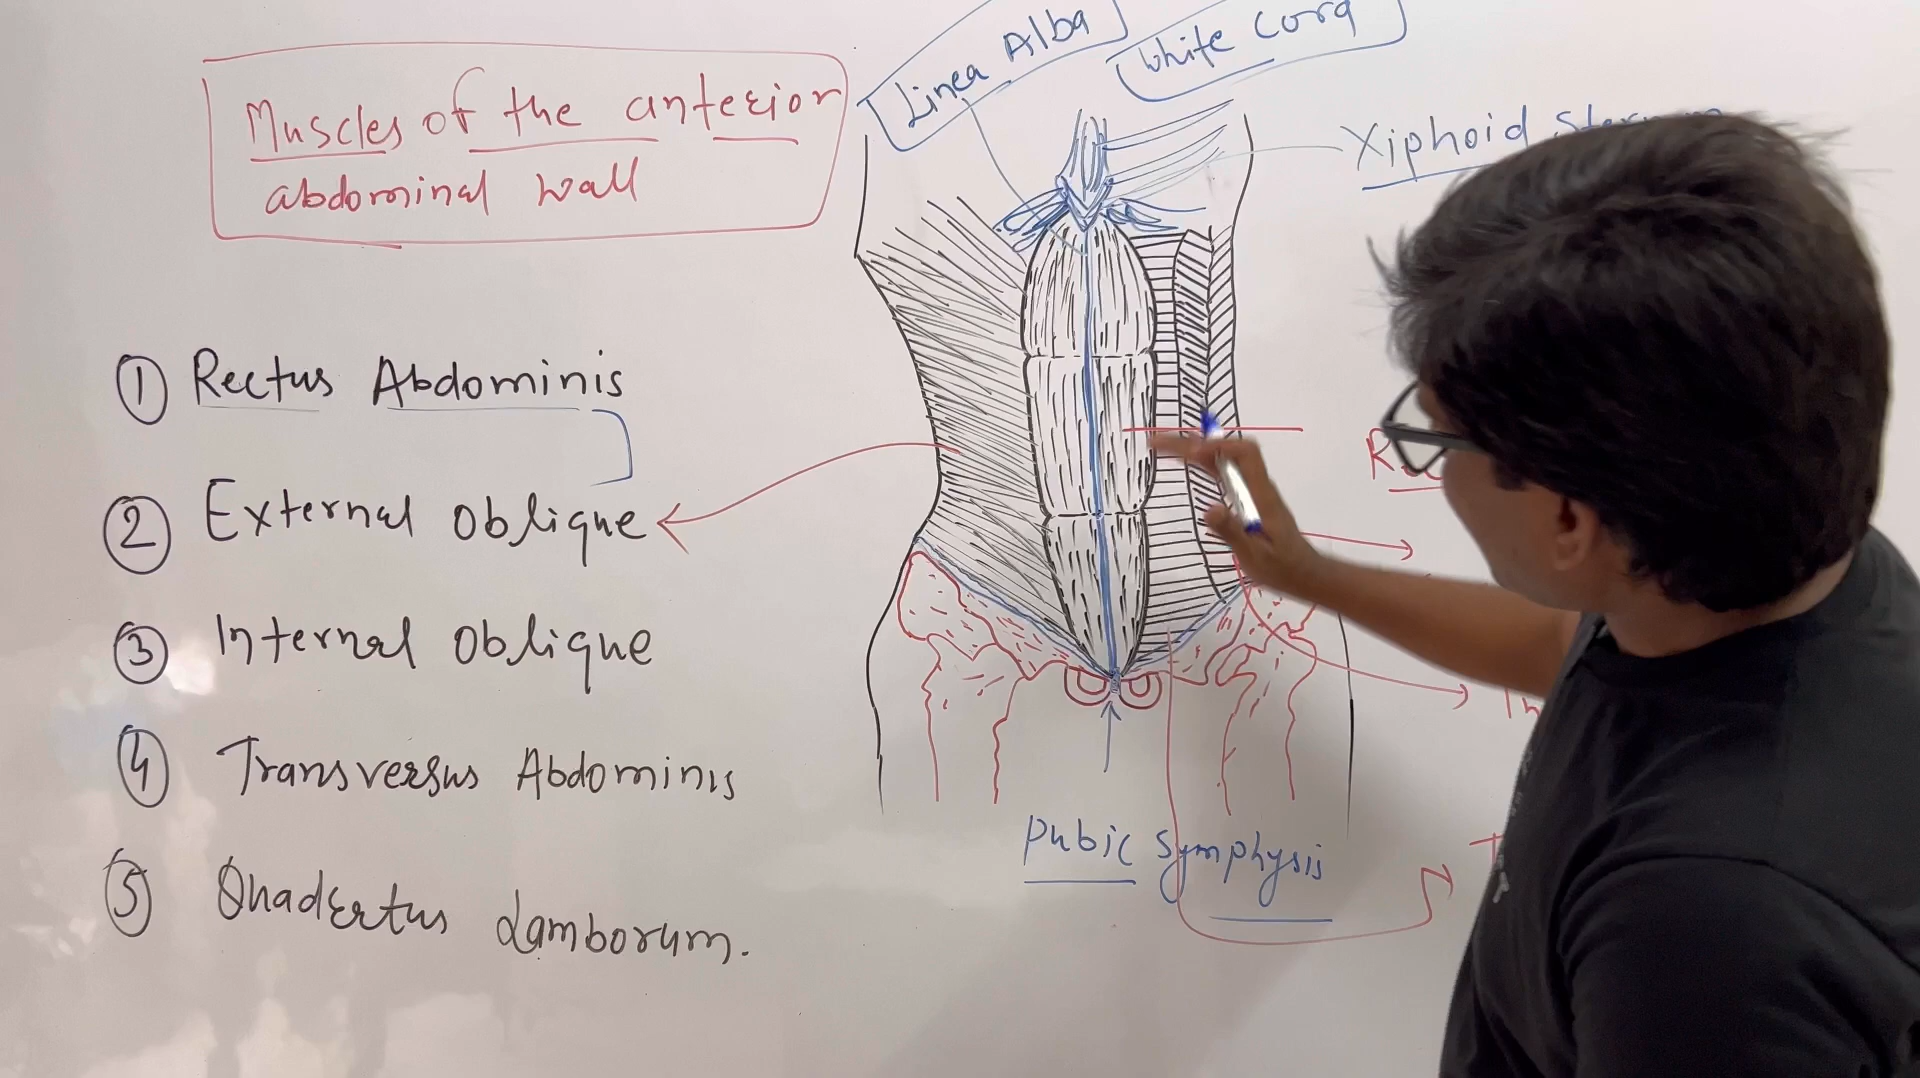 Linea Alba
White Cord
Muscles of the anterior
abdominal wall
Xiphoid
① Rectus Abdominis
② External oblique
③ Internal oblique
④ Transversus Abdominis
⑤ Quadertus Lamborum.
Pubic Symphysis